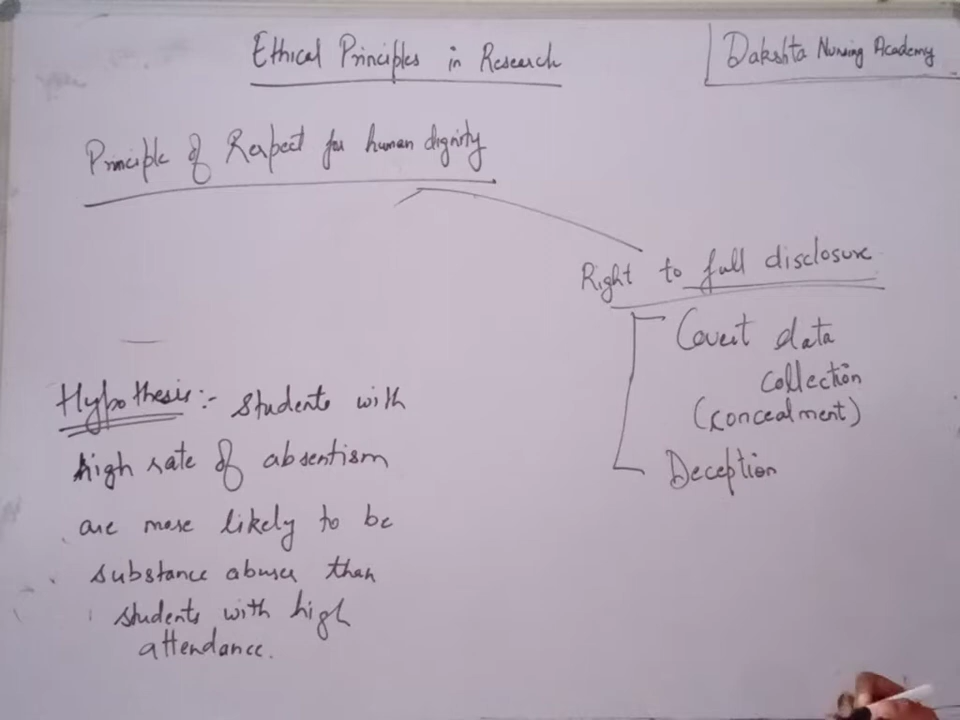 Ethical Principles in Research
Dakshta Nursing Academy
Principle of Respect for human dignity
Right to full disclosure
Covert data
collection
(concealment)
Deception
Hypothesis:- students with
high rate of absentism
are more likely to be
substance abuser than
students with high
attendance.